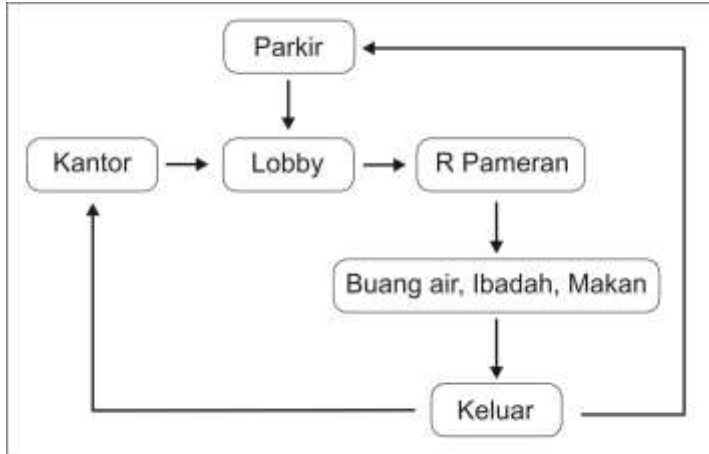 Parkir
Kantor
Lobby
R Pameran
Buang air, Ibadah, Makan
Keluar